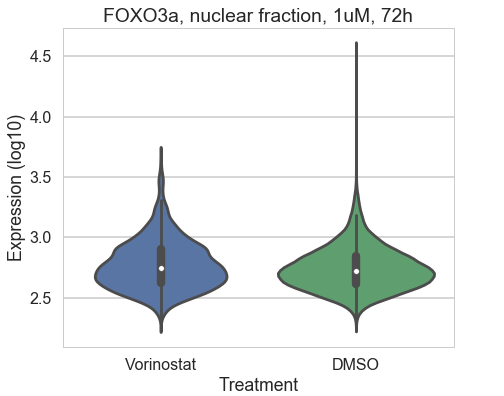 FOXO3a, nuclear fraction, 1uM, 72h
Expression (log10)
4.5
4.0
3.5
3.0
2.5
Vorinostat DMSO
Treatment